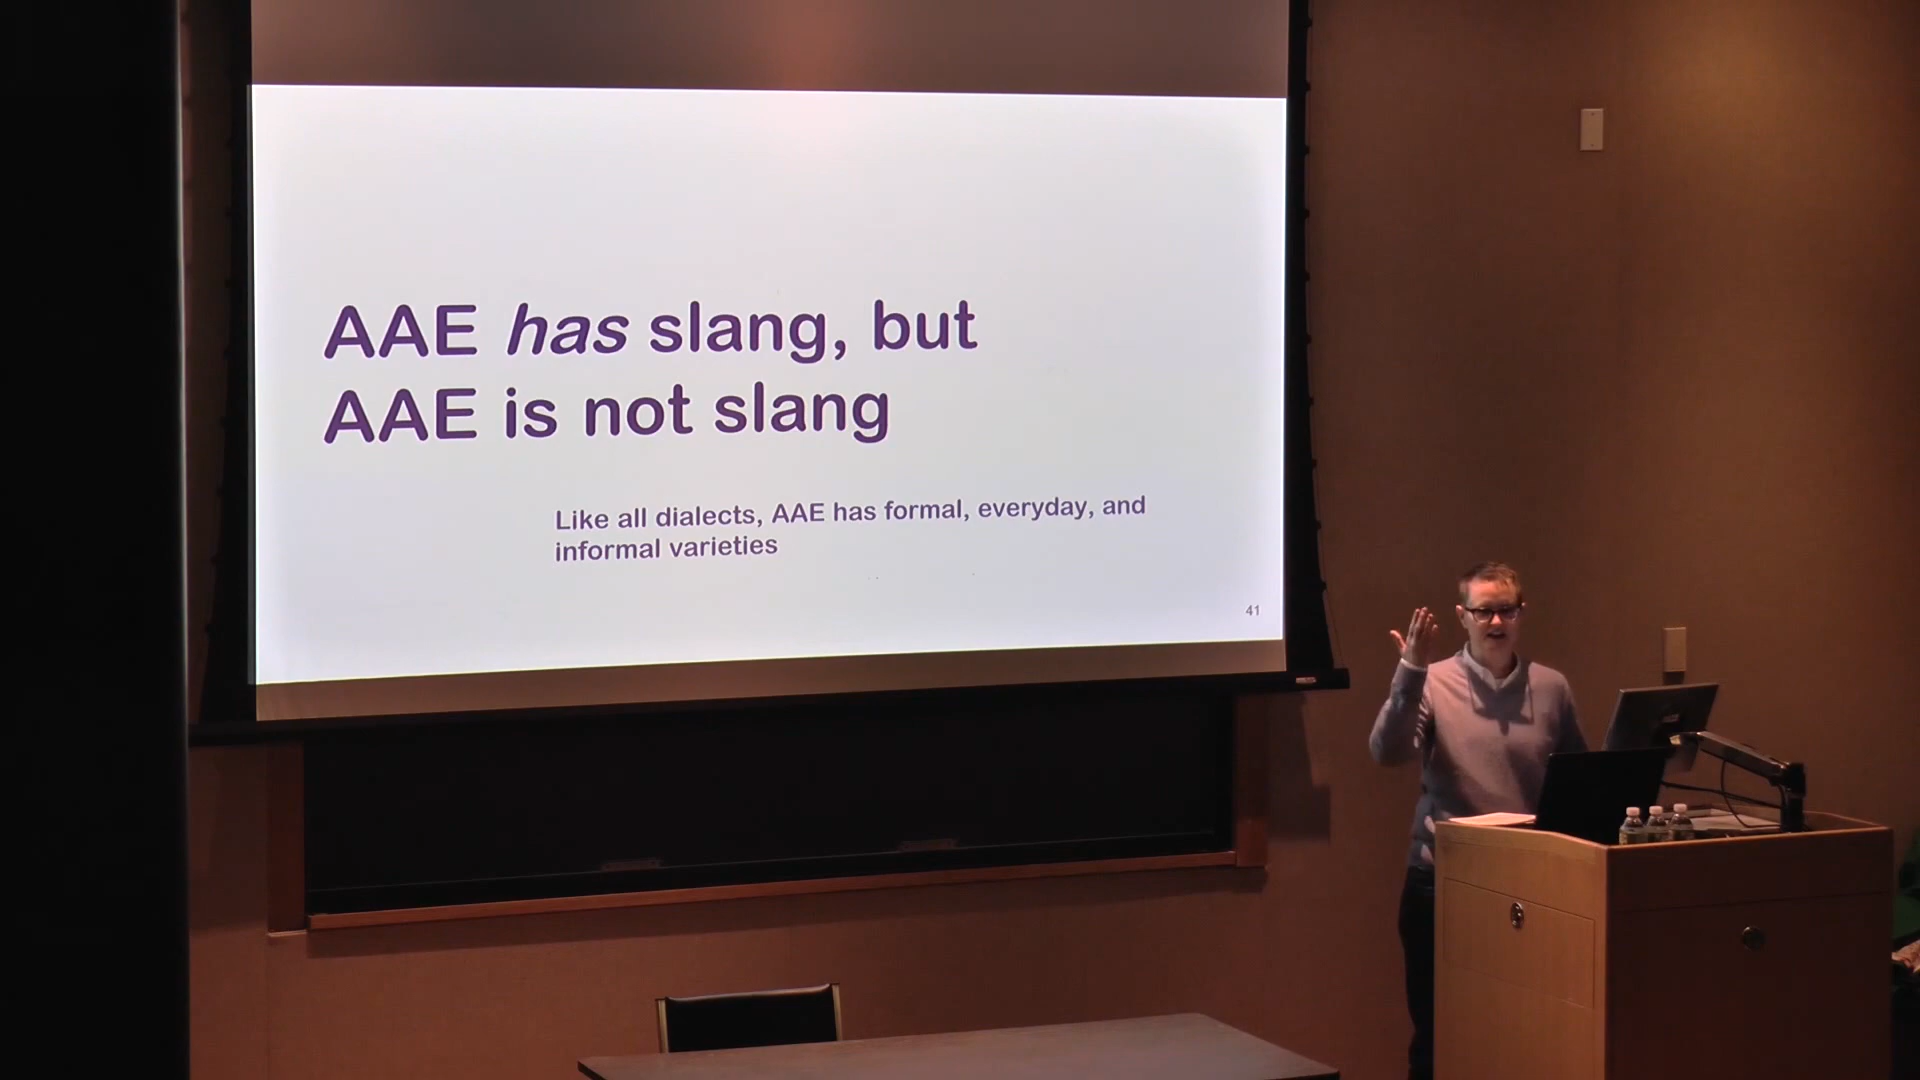 AAE has slang, but
AAE is not slang
Like all dialects, AAE has formal, everyday, and
informal varieties
41